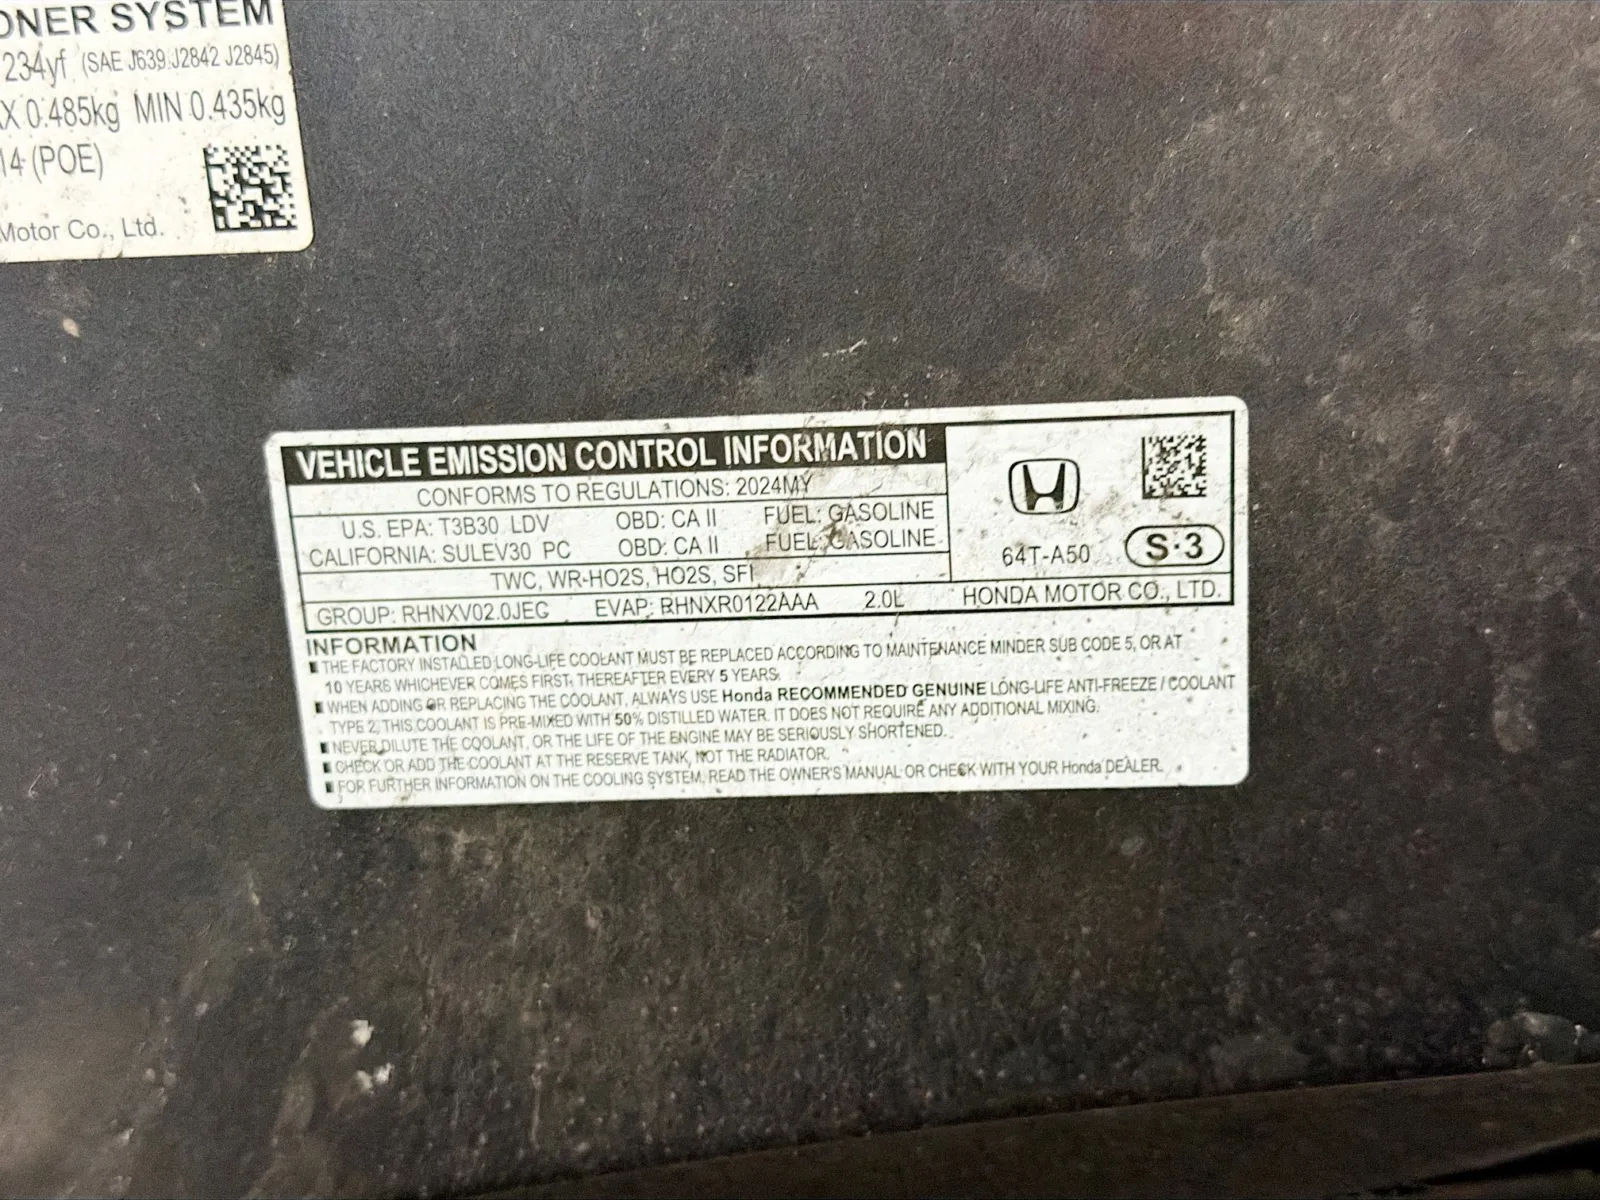 ONER SYSTEM
234yf (SAE J639 J2842 J2845)
X 0.485kg MIN 0.435kg
14 (POE)
Motor Co., Ltd.
VEHICLE EMISSION CONTROL INFORMATION
CONFORMS TO REGULATIONS: 2024MY
U.S. EPA: T3B30 LDV OBD: CA II FUEL: GASOLINE
CALIFORNIA: SULEV30 PC OBD: CA II FUEL: GASOLINE
TWC, WR-HO2S, HO2S, SFI
GROUP: RHNXV02.0JEC EVAP: RHNXR0122AAA 2.0L
64T-A50 S·3
HONDA MOTOR CO., LTD.
INFORMATION
THE FACTORY INSTALLED LONG-LIFE COOLANT MUST BE REPLACED ACCORDING TO MAINTENANCE MINDER SUB CODE 5, OR AT
10 YEARS WHICHEVER COMES FIRST, THEREAFTER EVERY 5 YEARS.
WHEN ADDING OR REPLACING THE COOLANT, ALWAYS USE Honda RECOMMENDED GENUINE LONG-LIFE ANTI-FREEZE / COOLANT
TYPE 2, THIS COOLANT IS PRE-MIXED WITH 50% DISTILLED WATER. IT DOES NOT REQUIRE ANY ADDITIONAL MIXING.
NEVER DILUTE THE COOLANT, OR THE LIFE OF THE ENGINE MAY BE SERIOUSLY SHORTENED.
CHECK OR ADD THE COOLANT AT THE RESERVE TANK, NOT THE RADIATOR.
FOR FURTHER INFORMATION ON THE COOLING SYSTEM, READ THE OWNER'S MANUAL OR CHECK WITH YOUR Honda DEALER.